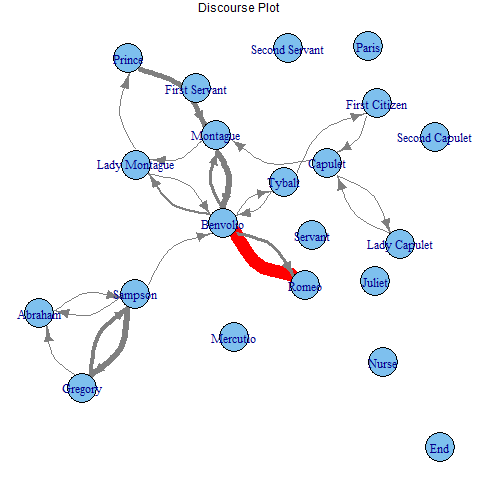 Discourse Plot
Second Servant
Paris
Prince
First Servant
First Citizen
Montague
Second Capulet
Lady Montague
Capulet
Tybalt
Benvolio
Servant
Lady Capulet
Romeo
Juliet
Sampson
Abraham
Mercutio
Nurse
Gregory
End